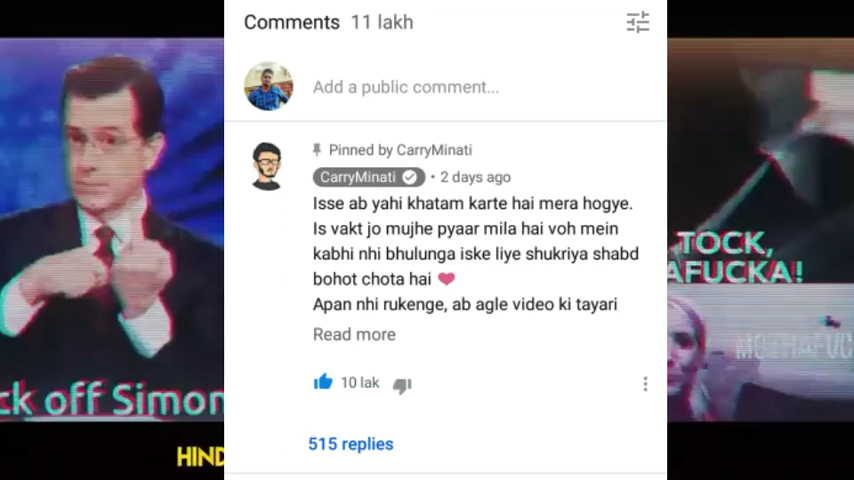 Comments 11 lakh
Add a public comment...
Pinned by CarryMinati
CarryMinati • 2 days ago
Isse ab yahi khatam karte hai mera hogye.
Is vakt jo mujhe pyaar mila hai voh mein
kabhi nhi bhulunga iske liye shukriya shabd
bohot chota hai ❤
Apan nhi rukenge, ab agle video ki tayari
Read more
10 lak
515 replies
ck off Simon
HIND
TOCK,
AFUCKA!